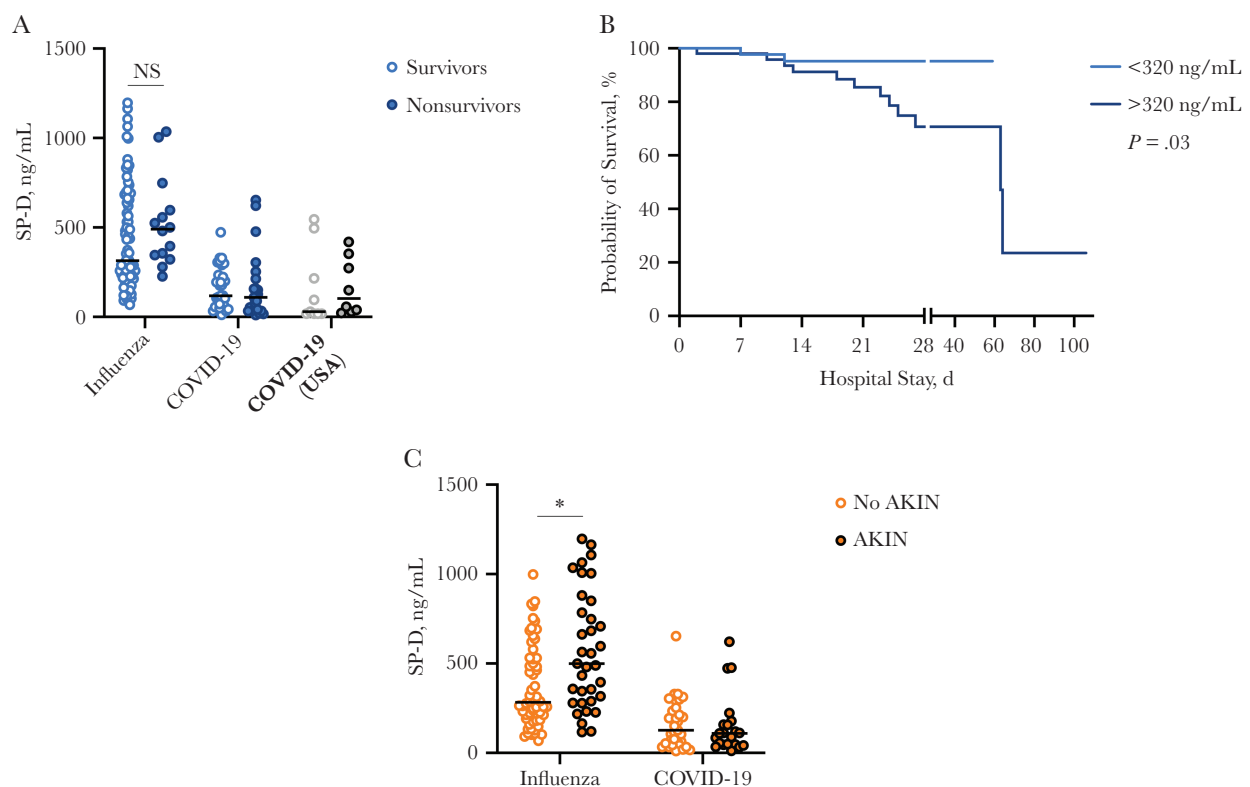 A
1500
1000
500
0
SP-D, ng/mL
NS
Survivors
Nonsurvivors
Influenza
COVID-19
COVID-19
(USA)
B
100
80
60
40
20
0
Probability of Survival, %
0 7 14 21 28 40 60 80 100
Hospital Stay, d
<320 ng/mL
>320 ng/mL
P = .03
C
1500
1000
500
0
SP-D, ng/mL
*
No AKIN
AKIN
Influenza COVID-19